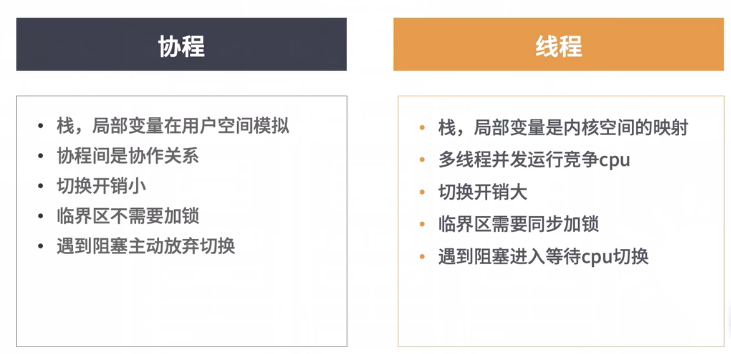 协程
• 栈，局部变量在用户空间模拟
• 协程间是协作关系
• 切换开销小
• 临界区不需要加锁
• 遇到阻塞主动放弃切换
线程
• 栈，局部变量是内核空间的映射
• 多线程并发运行竞争cpu
• 切换开销大
• 临界区需要同步加锁
• 遇到阻塞进入等待cpu切换